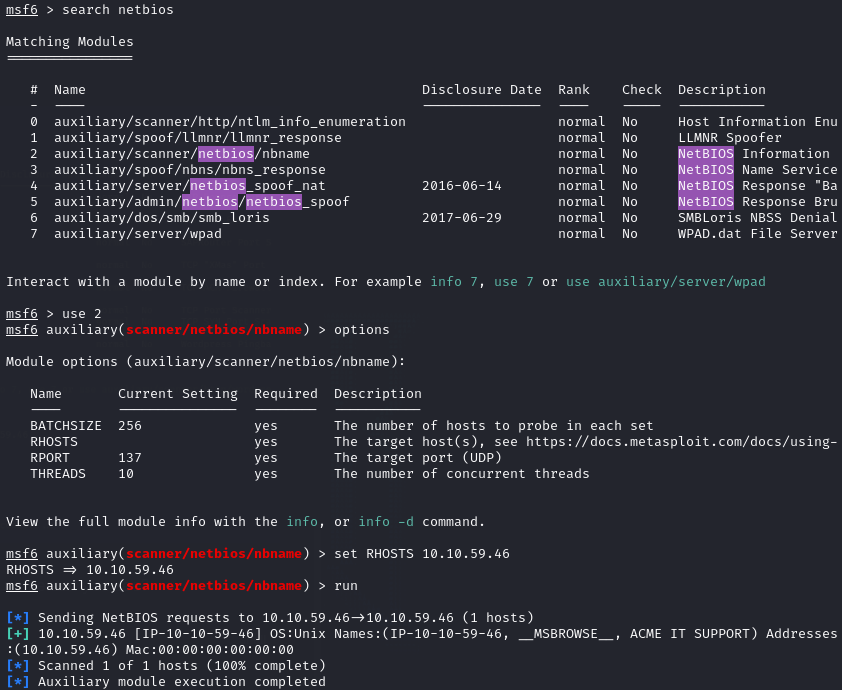 msf6 > search netbios
Matching Modules
================
# Name Disclosure Date Rank Check Description
- ---- --------------- ---- ----- -----------
0 auxiliary/scanner/http/ntlm_info_enumeration normal No Host Information Enu
1 auxiliary/spoof/llmnr/llmnr_response normal No LLMNR Spoofer
2 auxiliary/scanner/netbios/nbname normal No NetBIOS Information
3 auxiliary/spoof/nbns/nbns_response normal No NetBIOS Name Service
4 auxiliary/server/netbios_spoof_nat 2016-06-14 normal No NetBIOS Response "Ba
5 auxiliary/admin/netbios/netbios_spoof normal No NetBIOS Response Bru
6 auxiliary/dos/smb/smb_loris 2017-06-29 normal No SMBLoris NBSS Denial
7 auxiliary/server/wpad normal No WPAD.dat File Server
Interact with a module by name or index. For example info 7, use 7 or use auxiliary/server/wpad
msf6 > use 2
msf6 auxiliary(scanner/netbios/nbname) > options
Module options (auxiliary/scanner/netbios/nbname):
Name Current Setting Required Description
---- --------------- -------- -----------
BATCHSIZE 256 yes The number of hosts to probe in each set
RHOSTS yes The target host(s), see https://docs.metasploit.com/docs/using-
RPORT 137 yes The target port (UDP)
THREADS 10 yes The number of concurrent threads
View the full module info with the info, or info -d command.
msf6 auxiliary(scanner/netbios/nbname) > set RHOSTS 10.10.59.46
RHOSTS => 10.10.59.46
msf6 auxiliary(scanner/netbios/nbname) > run
[*] Sending NetBIOS requests to 10.10.59.46->10.10.59.46 (1 hosts)
[+] 10.10.59.46 [IP-10-10-59-46] OS:Unix Names:(IP-10-10-59-46, __MSBROWSE__, ACME IT SUPPORT) Addresses
:(10.10.59.46) Mac:00:00:00:00:00:00
[*] Scanned 1 of 1 hosts (100% complete)
[*] Auxiliary module execution completed